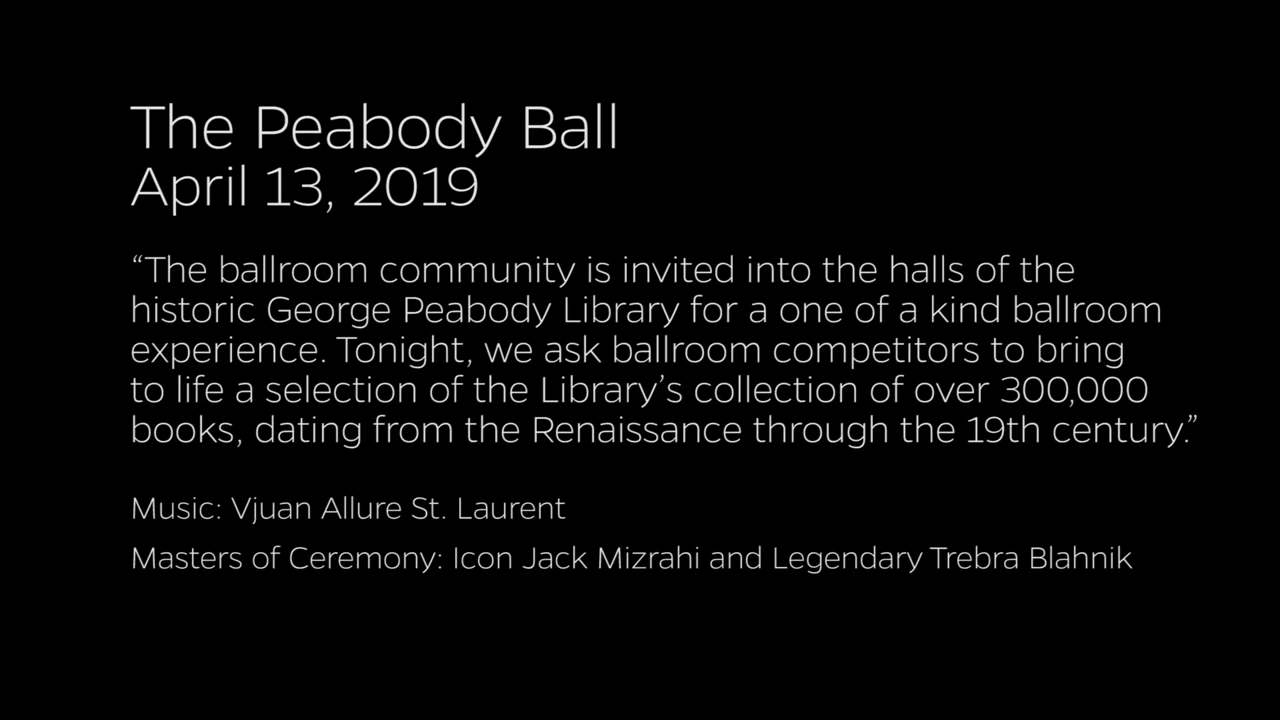 The Peabody Ball
April 13, 2019
“The ballroom community is invited into the halls of the
historic George Peabody Library for a one of a kind ballroom
experience. Tonight, we ask ballroom competitors to bring
to life a selection of the Library’s collection of over 300,000
books, dating from the Renaissance through the 19th century.”
Music: Vjuan Allure St. Laurent
Masters of Ceremony: Icon Jack Mizrahi and Legendary Trebra Blahnik